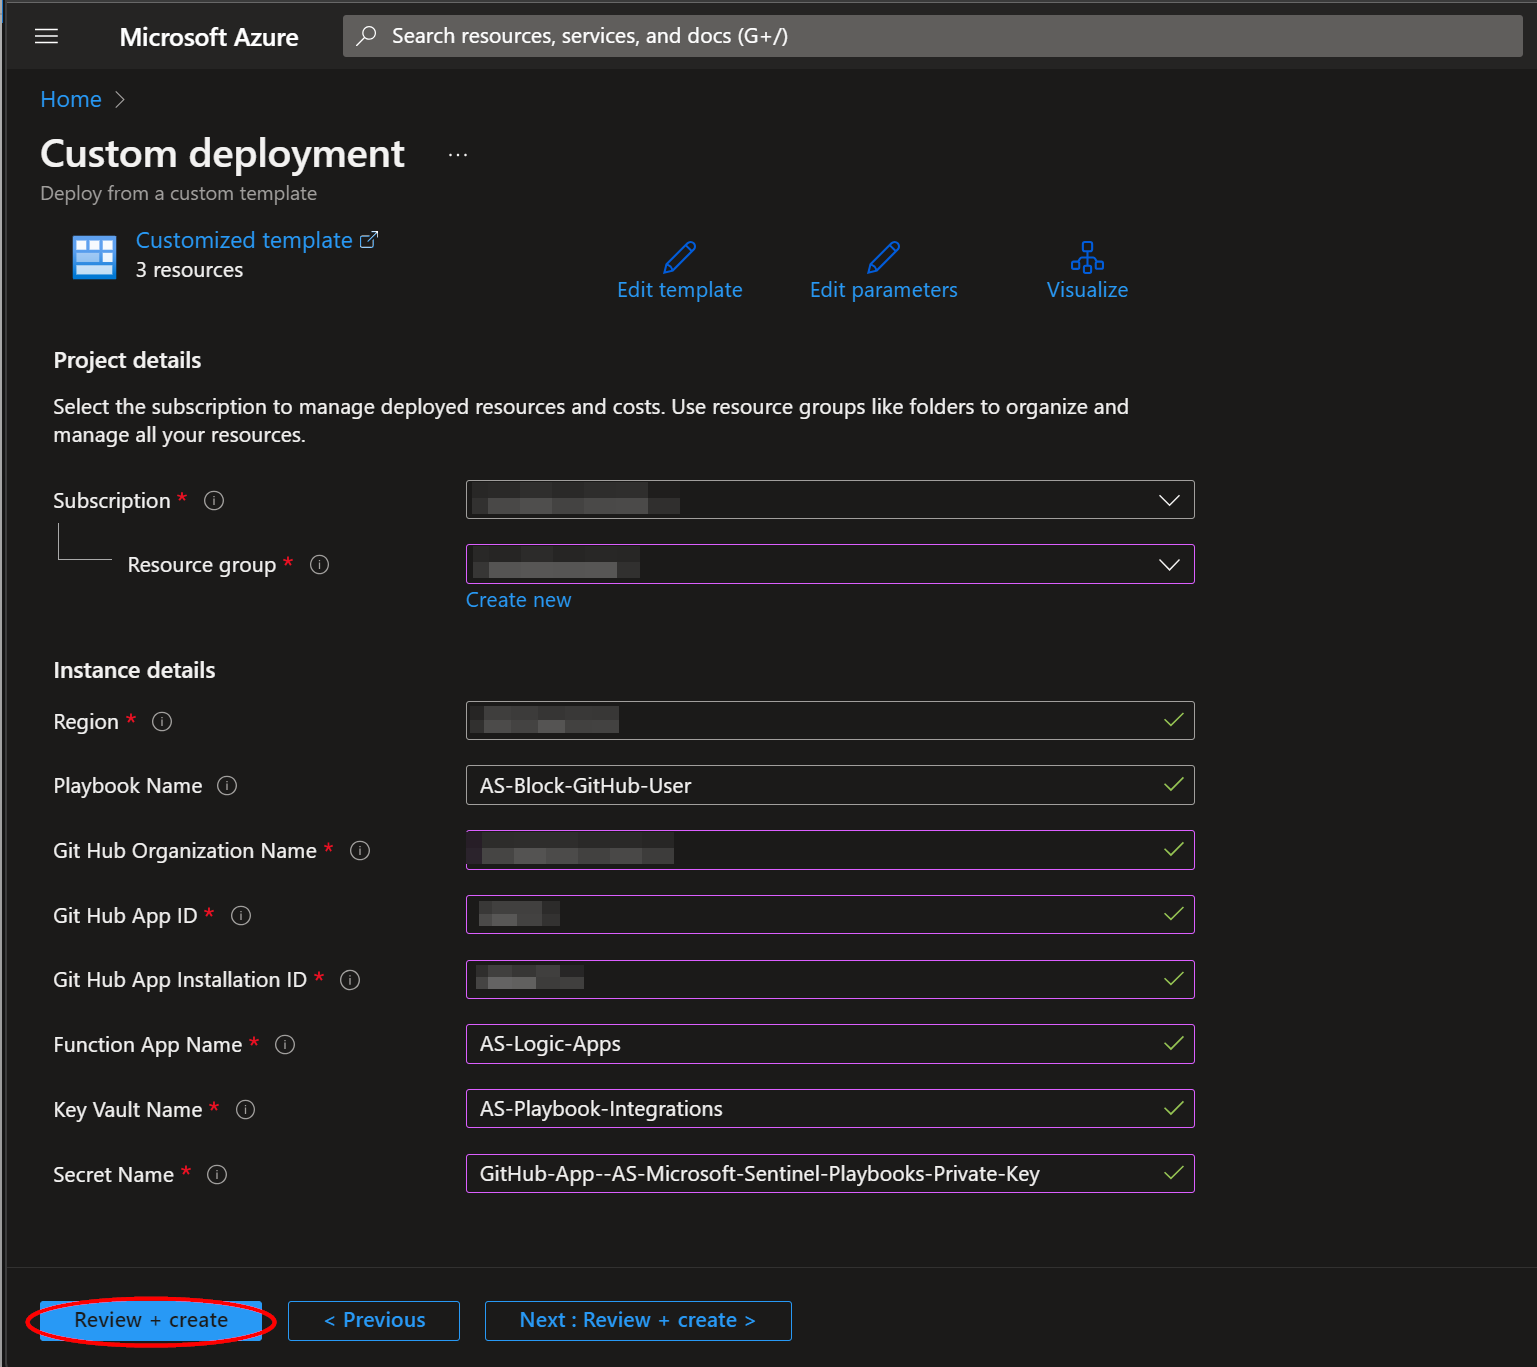 Microsoft Azure
Search resources, services, and docs (G+/)
Home
Custom deployment ...
Deploy from a custom template
Customized template
3 resources
Edit template
Edit parameters
Visualize
Project details
Select the subscription to manage deployed resources and costs. Use resource groups like folders to organize and
manage all your resources.
Subscription *
Resource group *
Create new
Instance details
Region *
Playbook Name
AS-Block-GitHub-User
Git Hub Organization Name *
Git Hub App ID *
Git Hub App Installation ID *
Function App Name *
AS-Logic-Apps
Key Vault Name *
AS-Playbook-Integrations
Secret Name *
GitHub-App--AS-Microsoft-Sentinel-Playbooks-Private-Key
Review + create
< Previous
Next : Review + create >